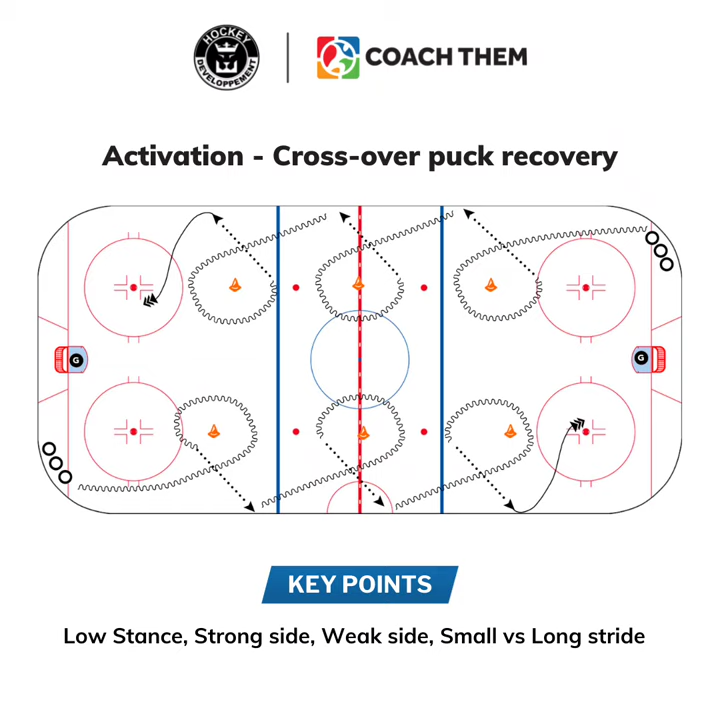 HOCKEY
DEVELOPPEMENT
COACH THEM
Activation - Cross-over puck recovery
G
G
KEY POINTS
Low Stance, Strong side, Weak side, Small vs Long stride